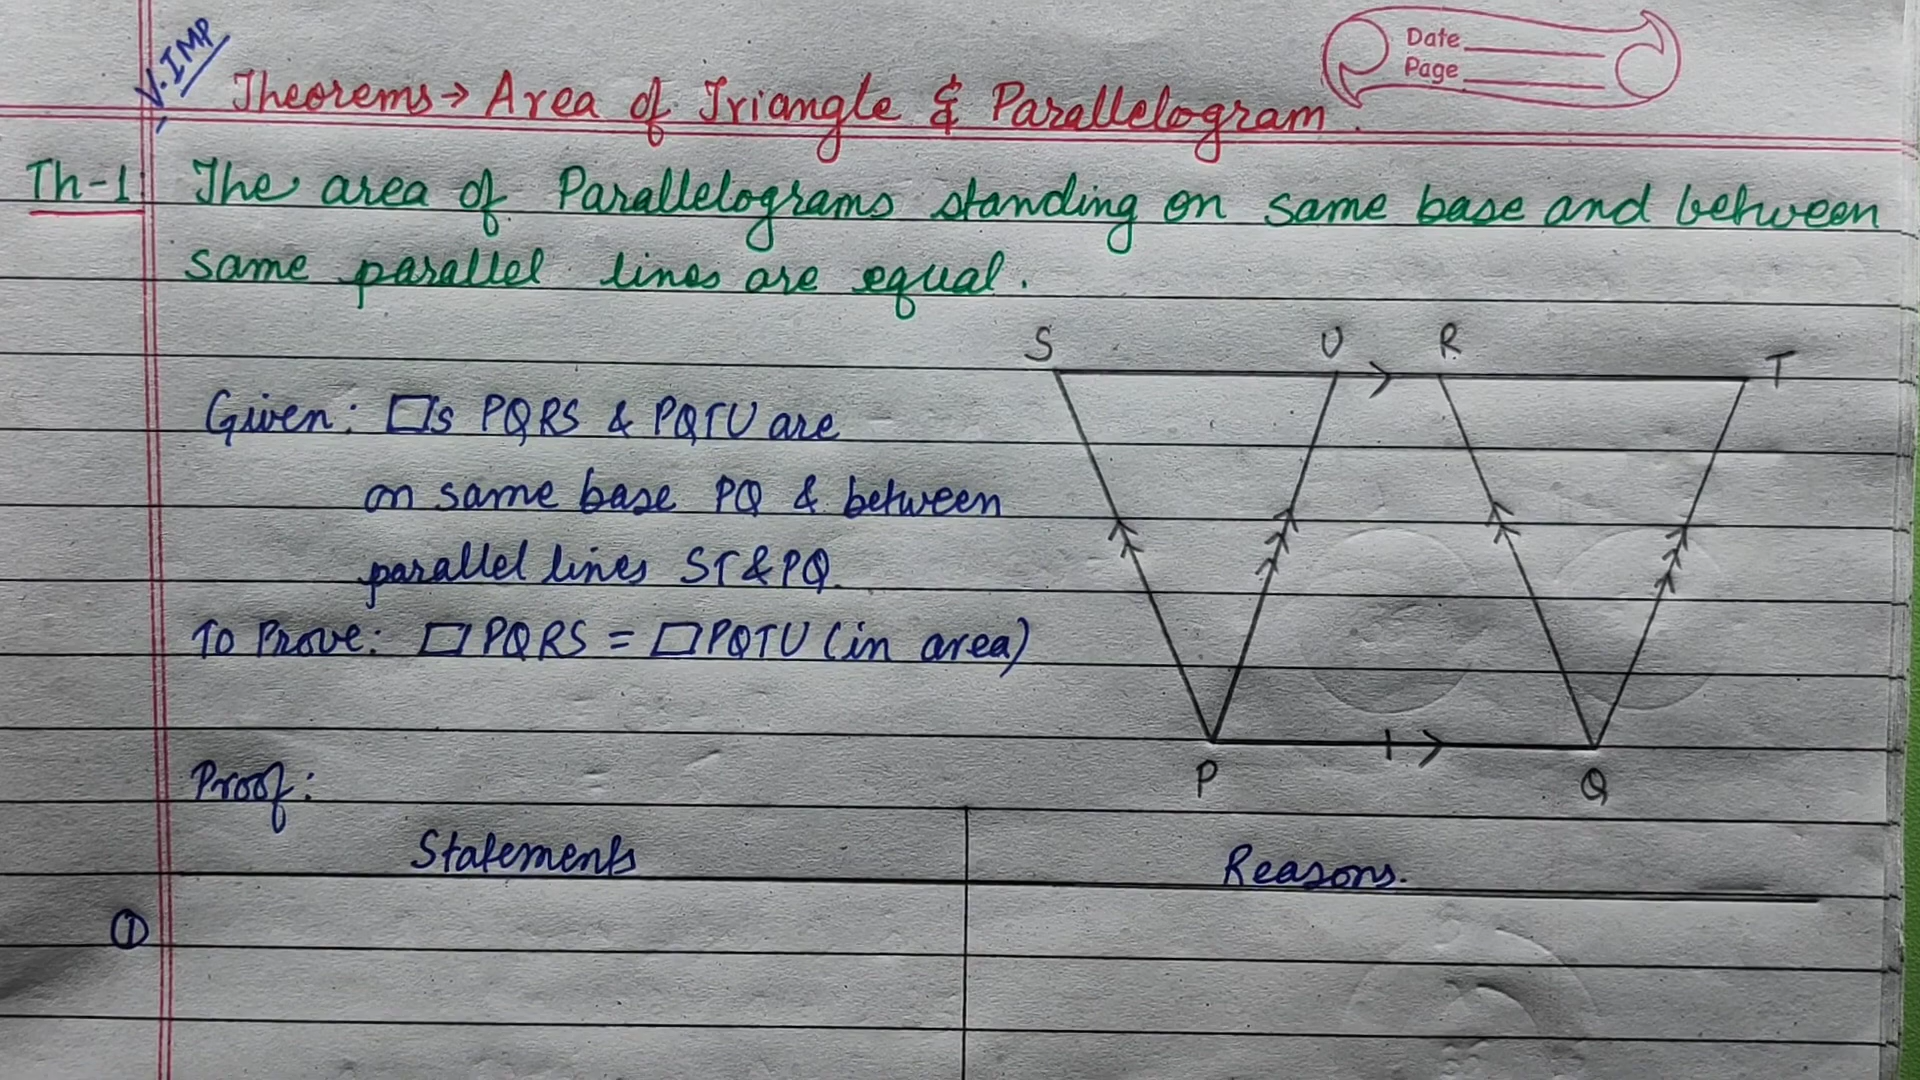 V.IMP
Date
Page
Theorems → Area of Triangle & Parallelogram.
Th-1 The area of Parallelograms standing on same base and between
same parallel lines are equal.
S U R T
Given: ▱s PQRS & PQTU are
on same base PQ & between
parallel lines ST & PQ.
To Prove: ▱ PQRS = ▱ PQTU (in area)
P Q
Proof:
Statements Reasons.
①